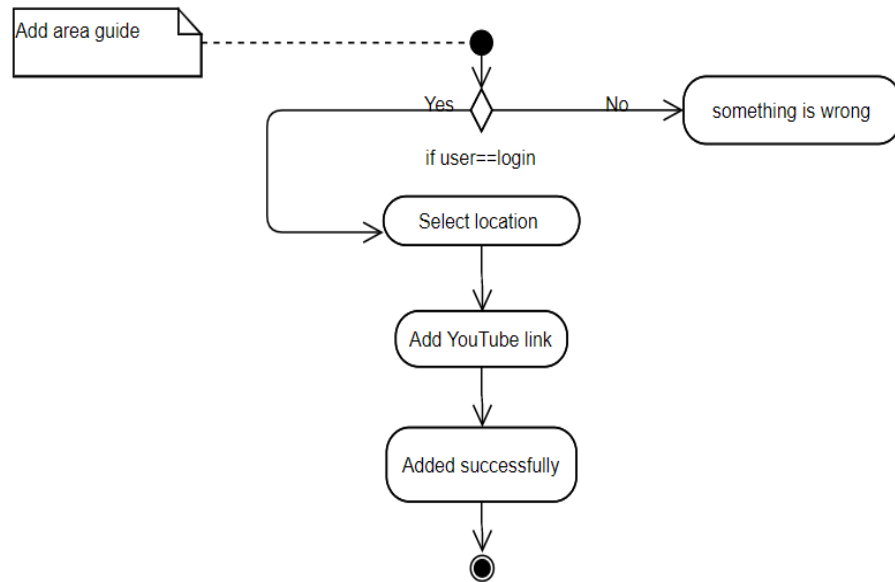 Add area guide
Yes
No
something is wrong
if user==login
Select location
Add YouTube link
Added successfully